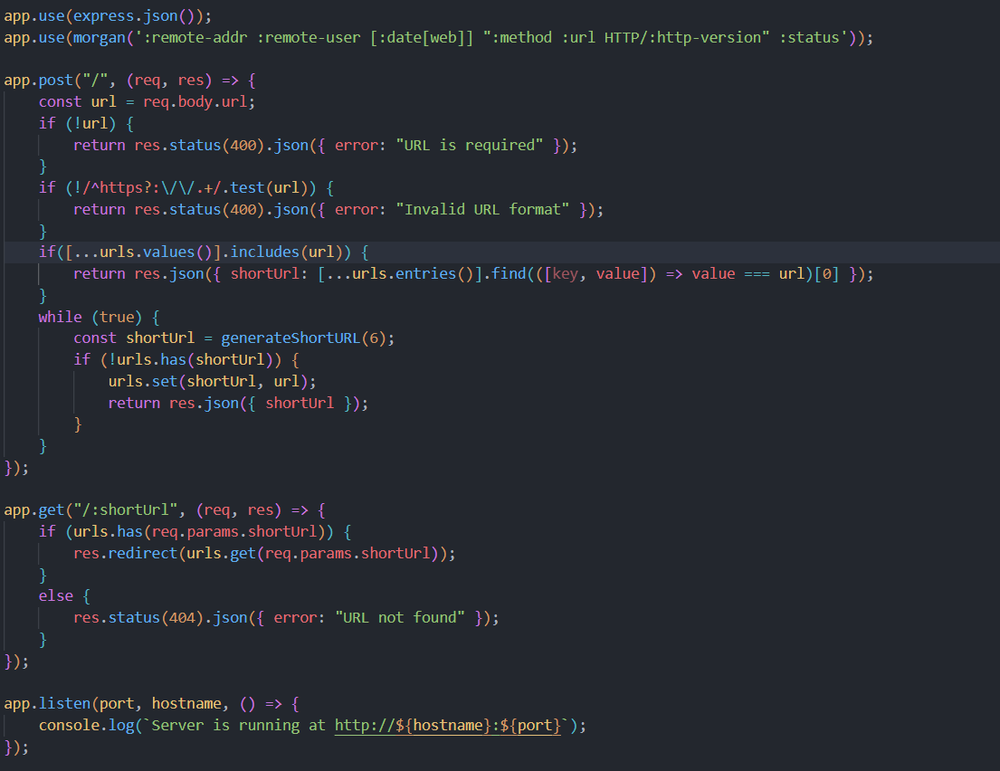 app.use(express.json());
app.use(morgan(':remote-addr :remote-user [:date[web]] ":method :url HTTP/:http-version" :status'));
app.post("/", (req, res) => {
const url = req.body.url;
if (!url) {
return res.status(400).json({ error: "URL is required" });
}
if (!/^https?:\/\/.+/.test(url)) {
return res.status(400).json({ error: "Invalid URL format" });
}
if([...urls.values()].includes(url)) {
return res.json({ shortUrl: [...urls.entries()].find(([key, value]) => value === url)[0] });
}
while (true) {
const shortUrl = generateShortURL(6);
if (!urls.has(shortUrl)) {
urls.set(shortUrl, url);
return res.json({ shortUrl });
}
}
});
app.get("/:shortUrl", (req, res) => {
if (urls.has(req.params.shortUrl)) {
res.redirect(urls.get(req.params.shortUrl));
}
else {
res.status(404).json({ error: "URL not found" });
}
});
app.listen(port, hostname, () => {
console.log(`Server is running at http://${hostname}:${port}`);
});